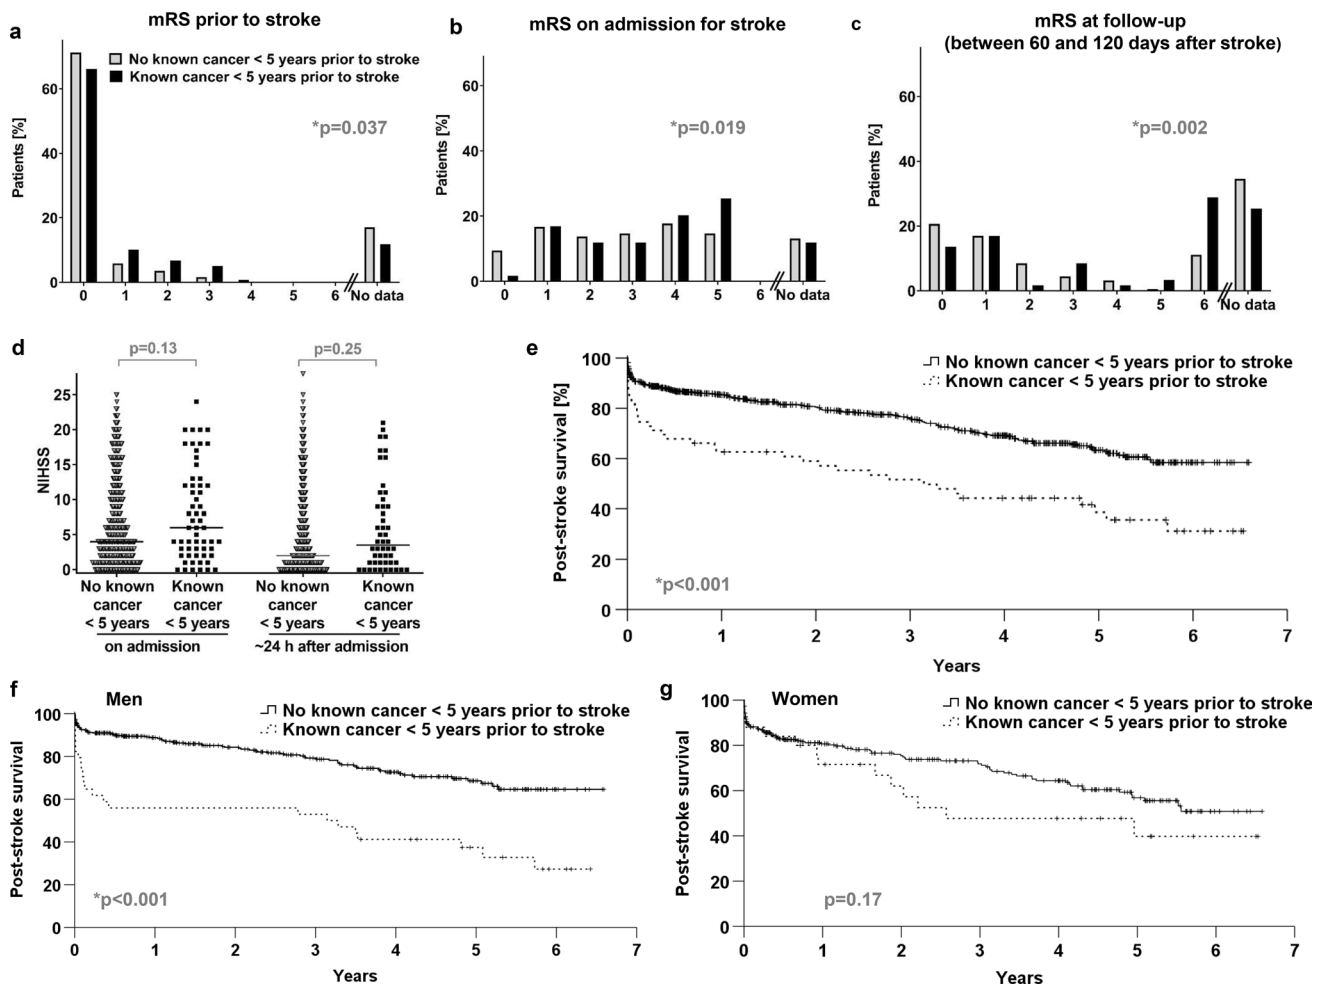 a
mRS prior to stroke
No known cancer < 5 years prior to stroke
Known cancer < 5 years prior to stroke
*p=0.037
Patients [%]
60
40
20
0
0 1 2 3 4 5 6 No data
b
mRS on admission for stroke
*p=0.019
Patients [%]
60
40
20
0
0 1 2 3 4 5 6 No data
c
mRS at follow-up
(between 60 and 120 days after stroke)
*p=0.002
Patients [%]
60
40
20
0
0 1 2 3 4 5 6 No data
d
p=0.13 p=0.25
NIHSS
25
20
15
10
5
0
No known Known No known Known
cancer cancer cancer cancer
< 5 years < 5 years < 5 years < 5 years
on admission ~24 h after admission
e
No known cancer < 5 years prior to stroke
Known cancer < 5 years prior to stroke
Post-stroke survival [%]
100
80
60
40
20
0
*p<0.001
0 1 2 3 4 5 6 7
Years
f
Men
No known cancer < 5 years prior to stroke
Known cancer < 5 years prior to stroke
Post-stroke survival
100
80
60
40
20
0
*p<0.001
0 1 2 3 4 5 6 7
Years
g
Women
No known cancer < 5 years prior to stroke
Known cancer < 5 years prior to stroke
Post-stroke survival
100
80
60
40
20
0
p=0.17
0 1 2 3 4 5 6 7
Years